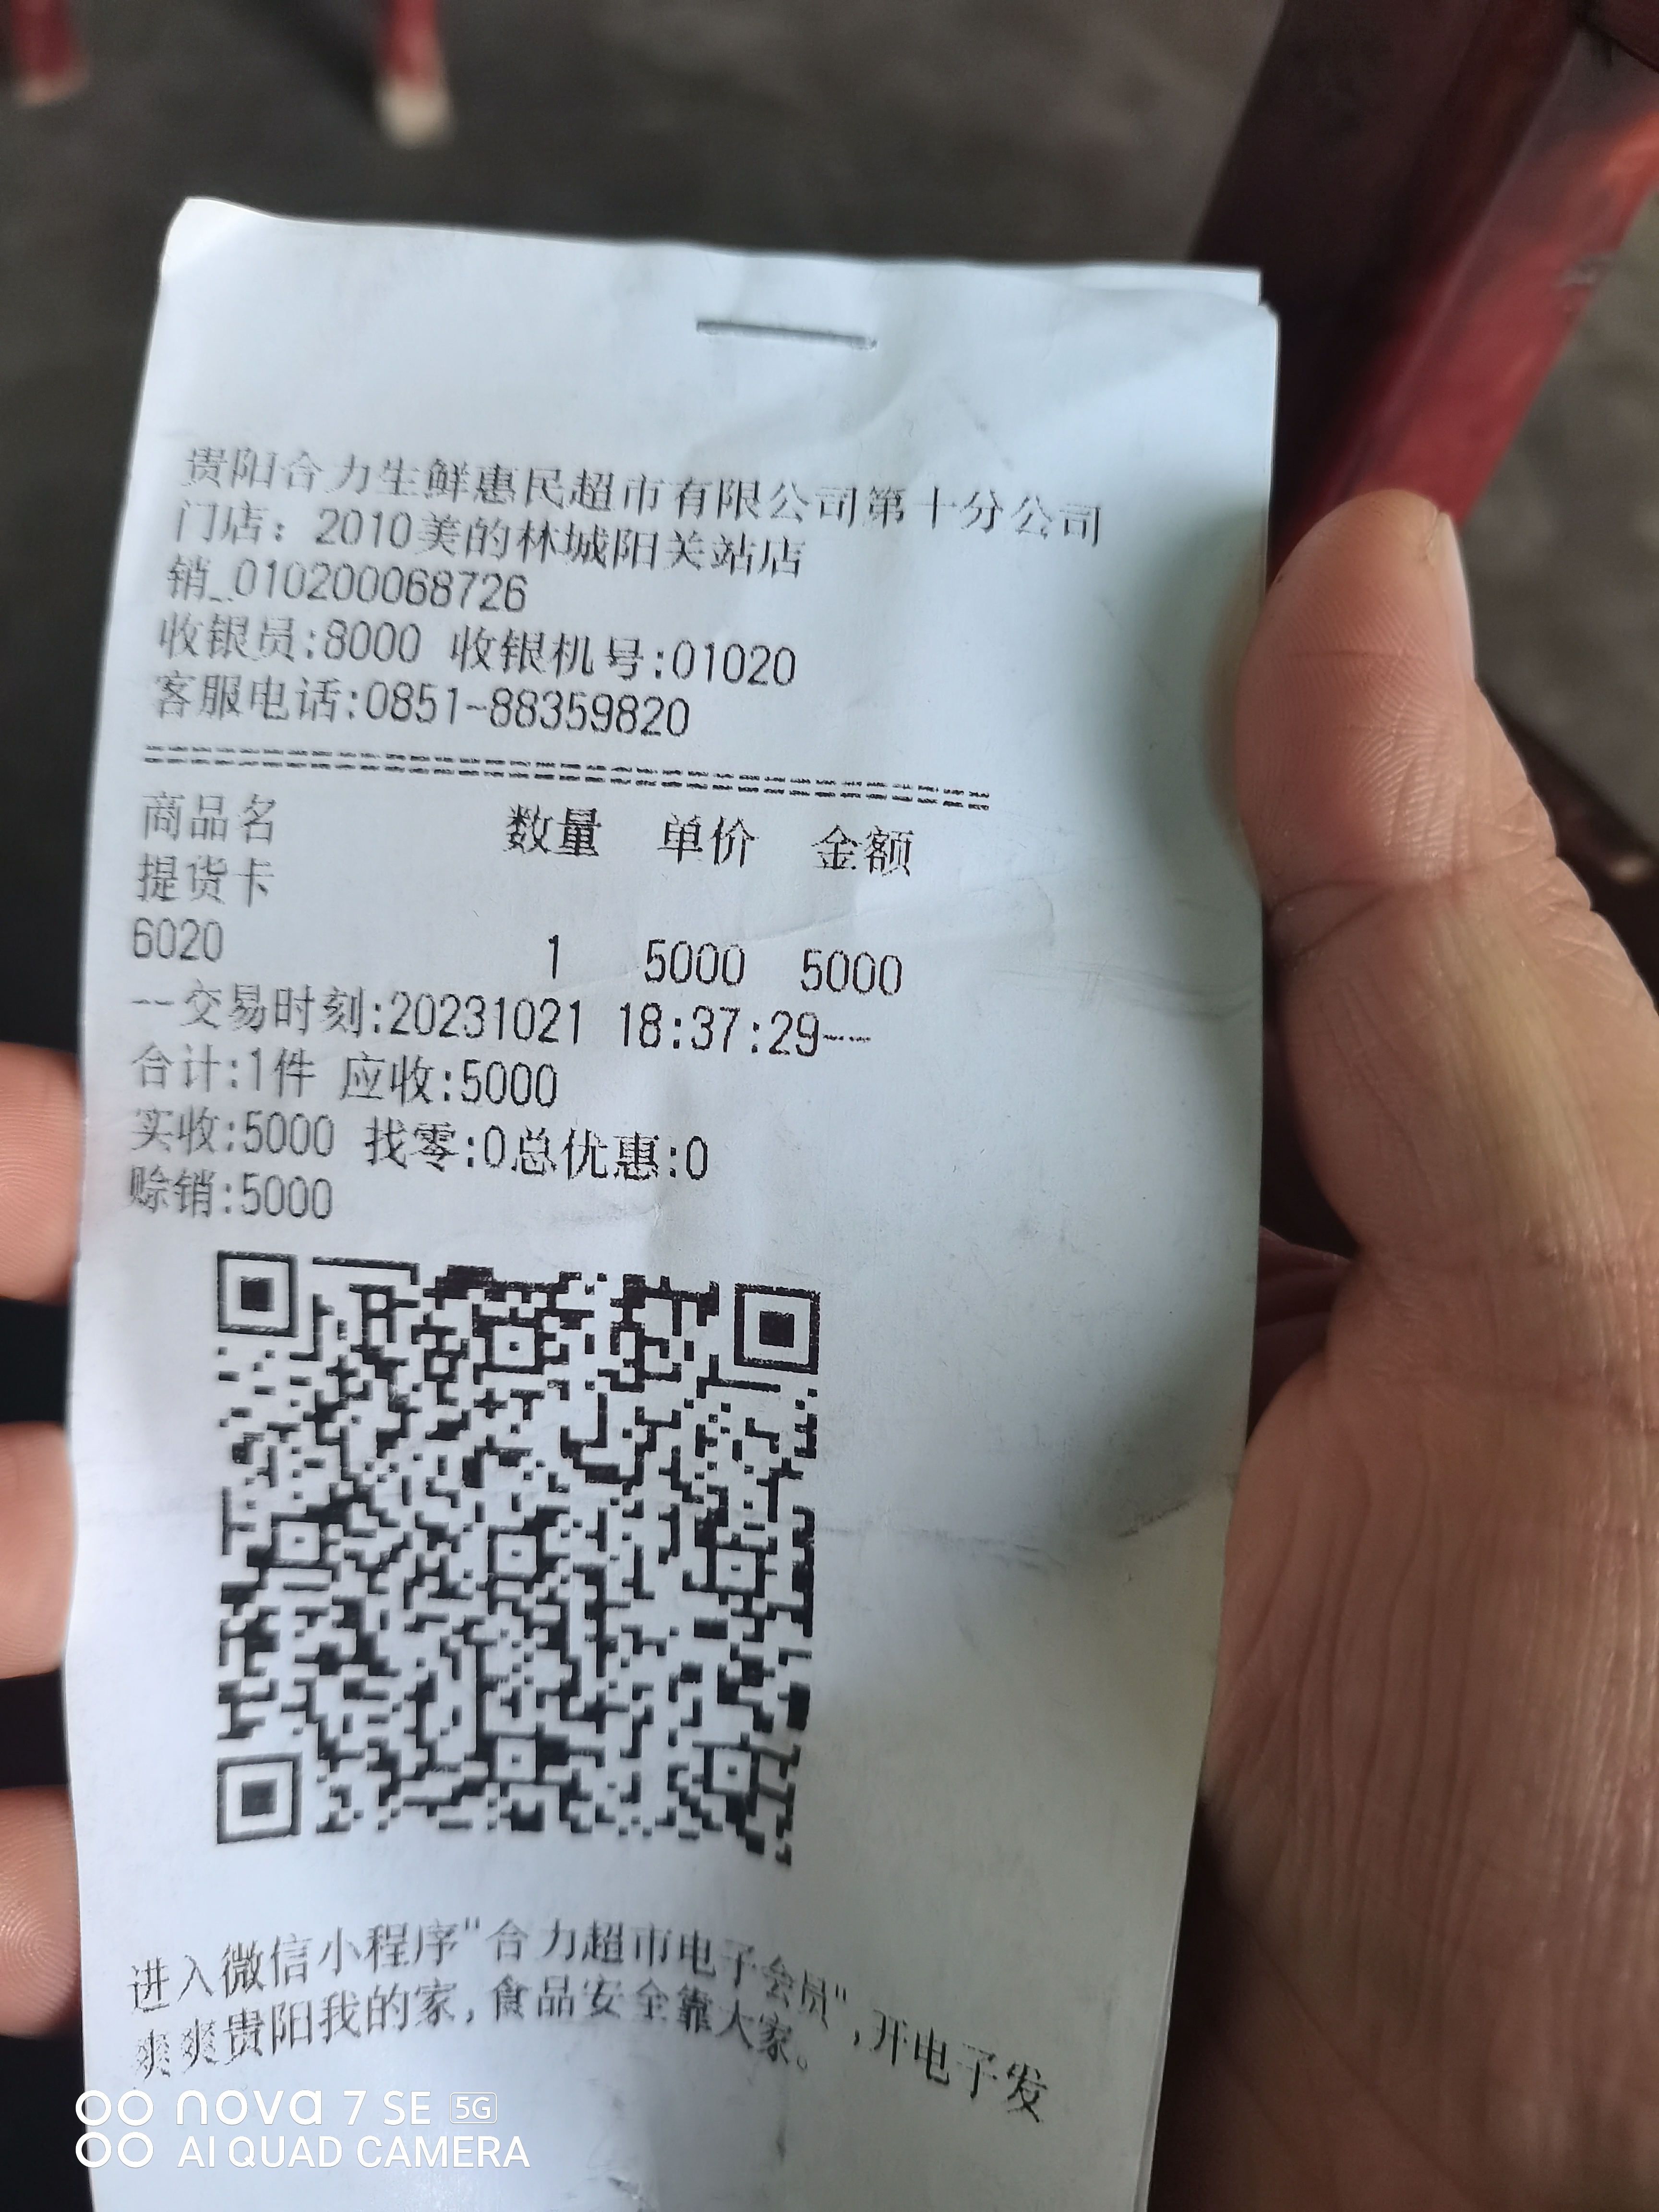 贵阳合力生鲜惠民超市有限公司第十分公司
门店：2010美的林城阳关站店
销_010200068726
收银员:8000 收银机号:01020
客服电话:0851-88359820
================================
商品名 数量 单价 金额
提货卡
6020 1 5000 5000
--交易时刻:20231021 18:37:29---
合计:1件 应收:5000
实收:5000 找零:0总优惠:0
赊销:5000
进入微信小程序"合力超市电子会员",开电子发
爽爽贵阳我的家,食品安全靠大家。
nova 7 SE 5G
AI QUAD CAMERA